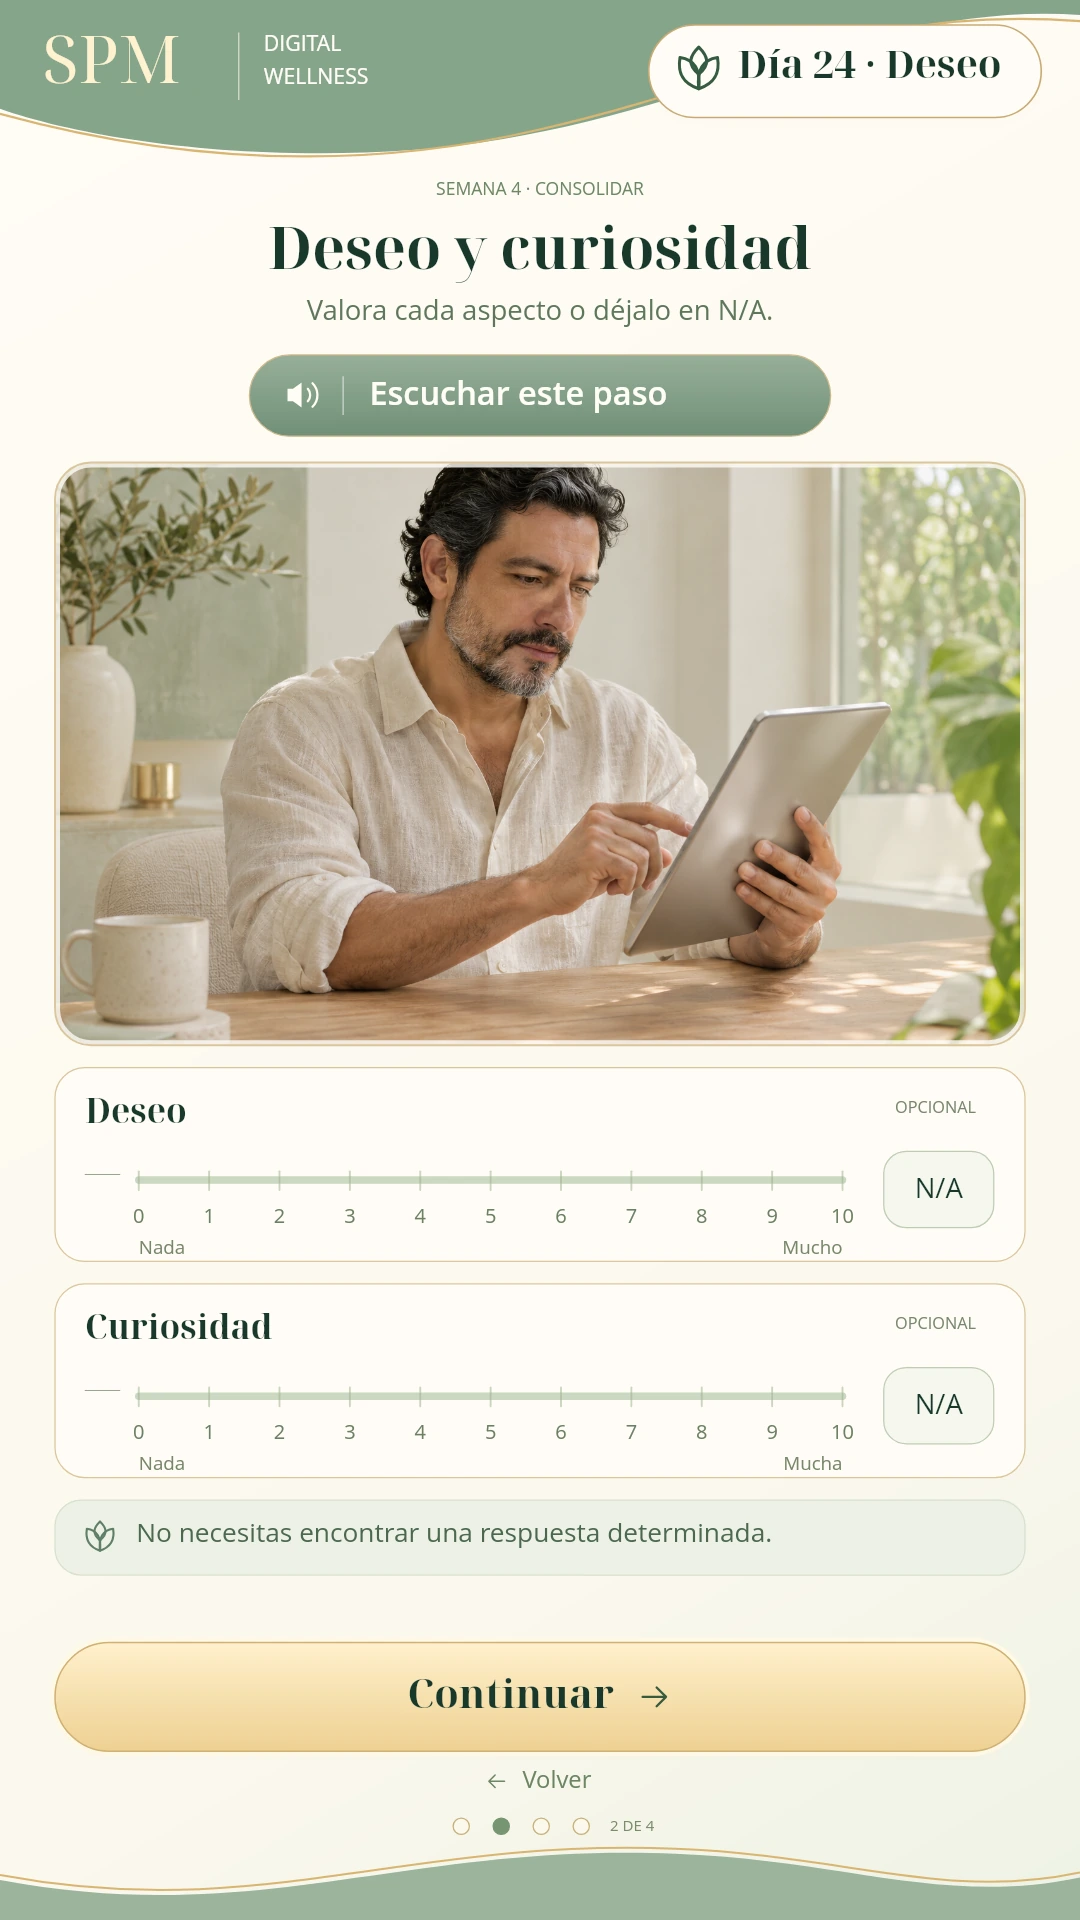 SPM
DIGITAL
WELLNESS
Día 24 · Deseo
SEMANA 4 · CONSOLIDAR
Deseo y curiosidad
Valora cada aspecto o déjalo en N/A.
Escuchar este paso
Deseo
OPCIONAL
N/A
0 1 2 3 4 5 6 7 8 9 10
Nada Mucho
Curiosidad
OPCIONAL
N/A
0 1 2 3 4 5 6 7 8 9 10
Nada Mucha
No necesitas encontrar una respuesta determinada.
Continuar →
← Volver
2 DE 4